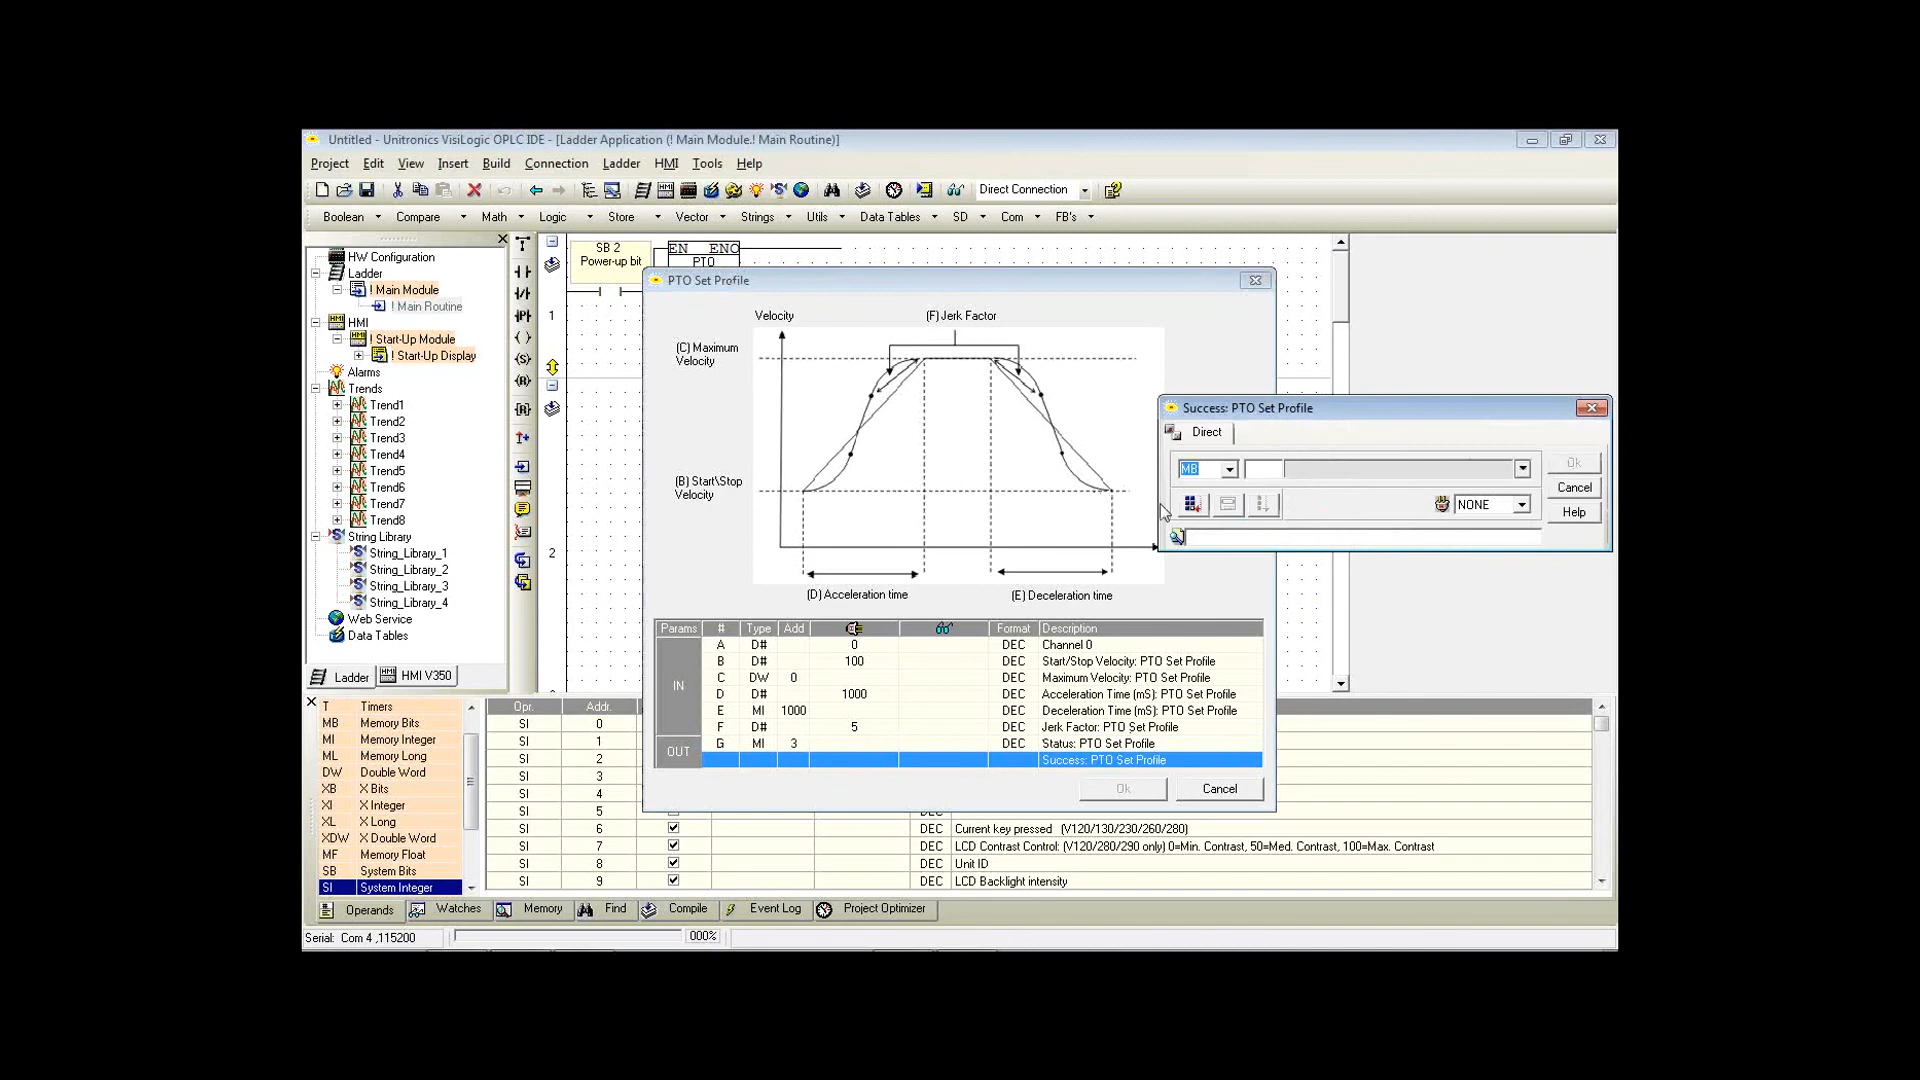 Untitled - Unitronics VisiLogic OPLC IDE - [Ladder Application (! Main Module.! Main Routine)]
Project Edit View Insert Build Connection Ladder HMI Tools Help
Direct Connection
Boolean Compare Math Logic Store Vector Strings Utils Data Tables SD Com FB's
HW Configuration
Ladder
! Main Module
! Main Routine
HMI
! Start-Up Module
! Start-Up Display
Alarms
Trends
Trend1
Trend2
Trend3
Trend4
Trend5
Trend6
Trend7
Trend8
String Library
String_Library_1
String_Library_2
String_Library_3
String_Library_4
Web Service
Data Tables
Ladder HMI V350
SB 2
Power-up bit
EN ENO
PTO
1
2
PTO Set Profile
Velocity
(F) Jerk Factor
(C) Maximum
Velocity
(B) Start\Stop
Velocity
(D) Acceleration time
(E) Deceleration time
Params # Type Add Format Description
IN
OUT
A D# 0 DEC Channel 0
B D# 100 DEC Start/Stop Velocity: PTO Set Profile
C DW 0 DEC Maximum Velocity: PTO Set Profile
D D# 1000 DEC Acceleration Time (mS): PTO Set Profile
E MI 1000 DEC Deceleration Time (mS): PTO Set Profile
F D# 5 DEC Jerk Factor: PTO Set Profile
G MI 3 DEC Status: PTO Set Profile
Success: PTO Set Profile
Ok Cancel
Success: PTO Set Profile
Direct
MB
Ok
Cancel
NONE
Help
T Timers
MB Memory Bits
MI Memory Integer
ML Memory Long
DW Double Word
XB X Bits
XI X Integer
XL X Long
XDW X Double Word
MF Memory Float
SB System Bits
SI System Integer
Opr. Addr.
SI 0
SI 1
SI 2
SI 3
SI 4
SI 5
SI 6 DEC Current key pressed (V120/130/230/260/280)
SI 7 DEC LCD Contrast Control: (V120/280/290 only) 0=Min. Contrast, 50=Med. Contrast, 100=Max. Contrast
SI 8 DEC Unit ID
SI 9 DEC LCD Backlight intensity
Operands Watches Memory Find Compile Event Log Project Optimizer
Serial: Com 4 ,115200
000%